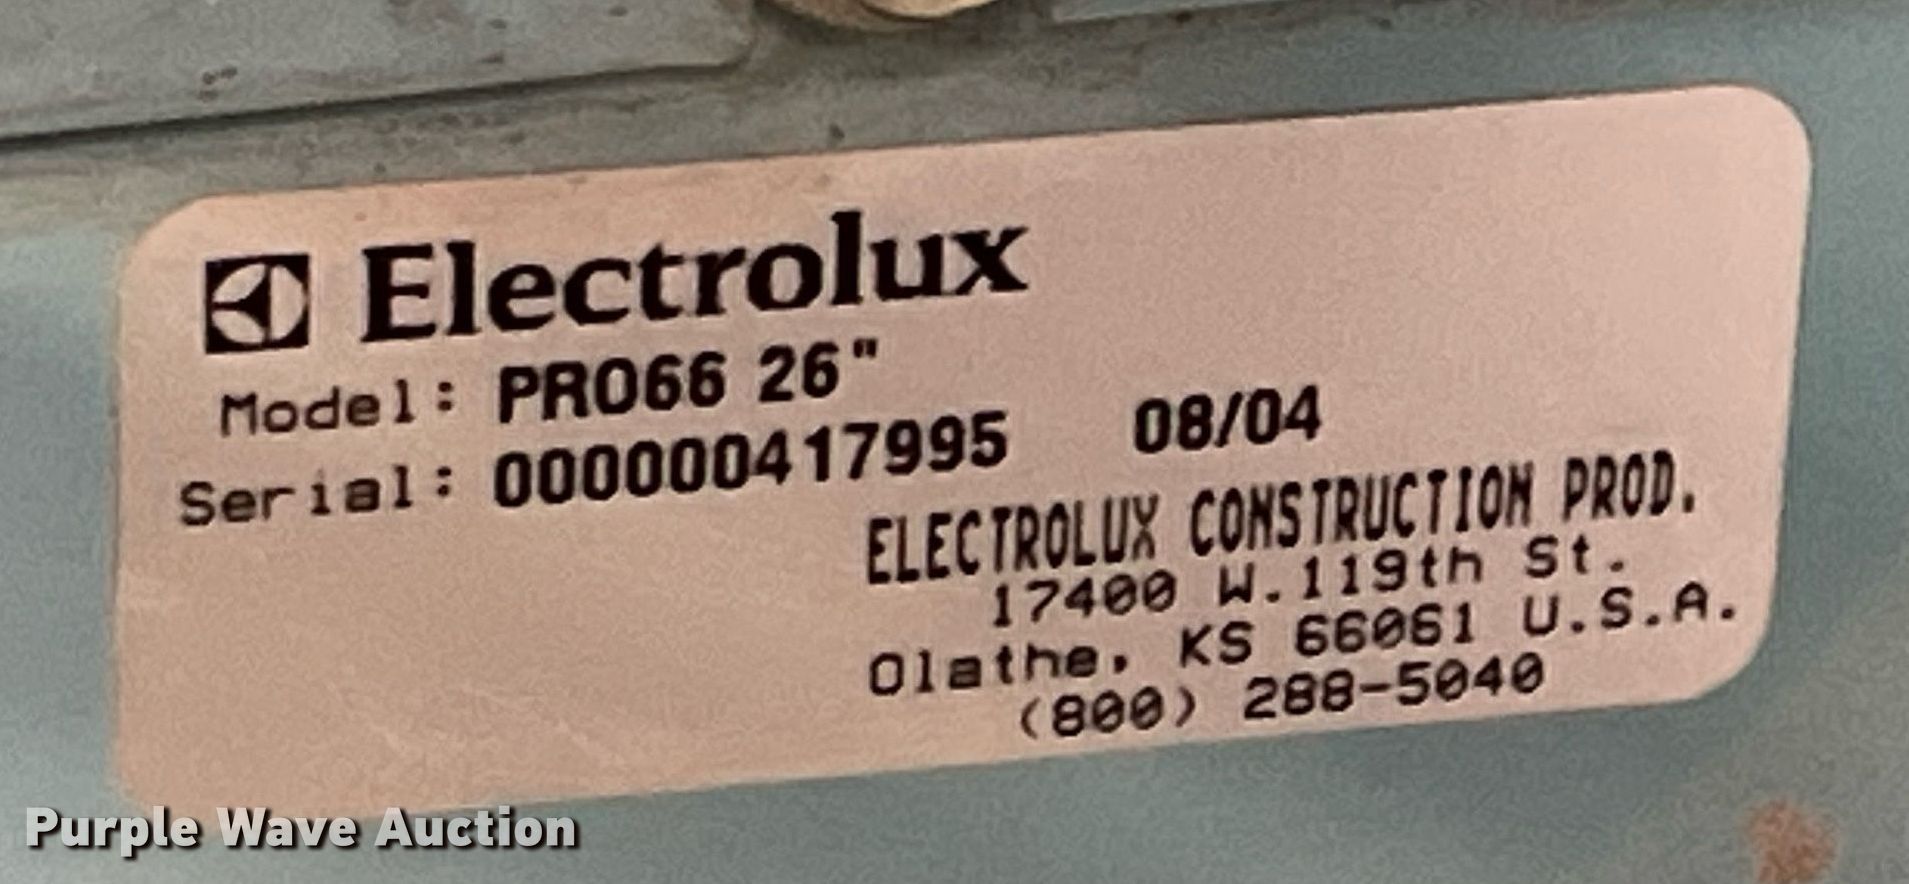 Electrolux
Model: PRO66 26"
Serial: 000000417995 08/04
ELECTROLUX CONSTRUCTION PROD.
17400 W.119th St.
Olathe, KS 66061 U.S.A.
(800) 288-5040
Purple Wave Auction